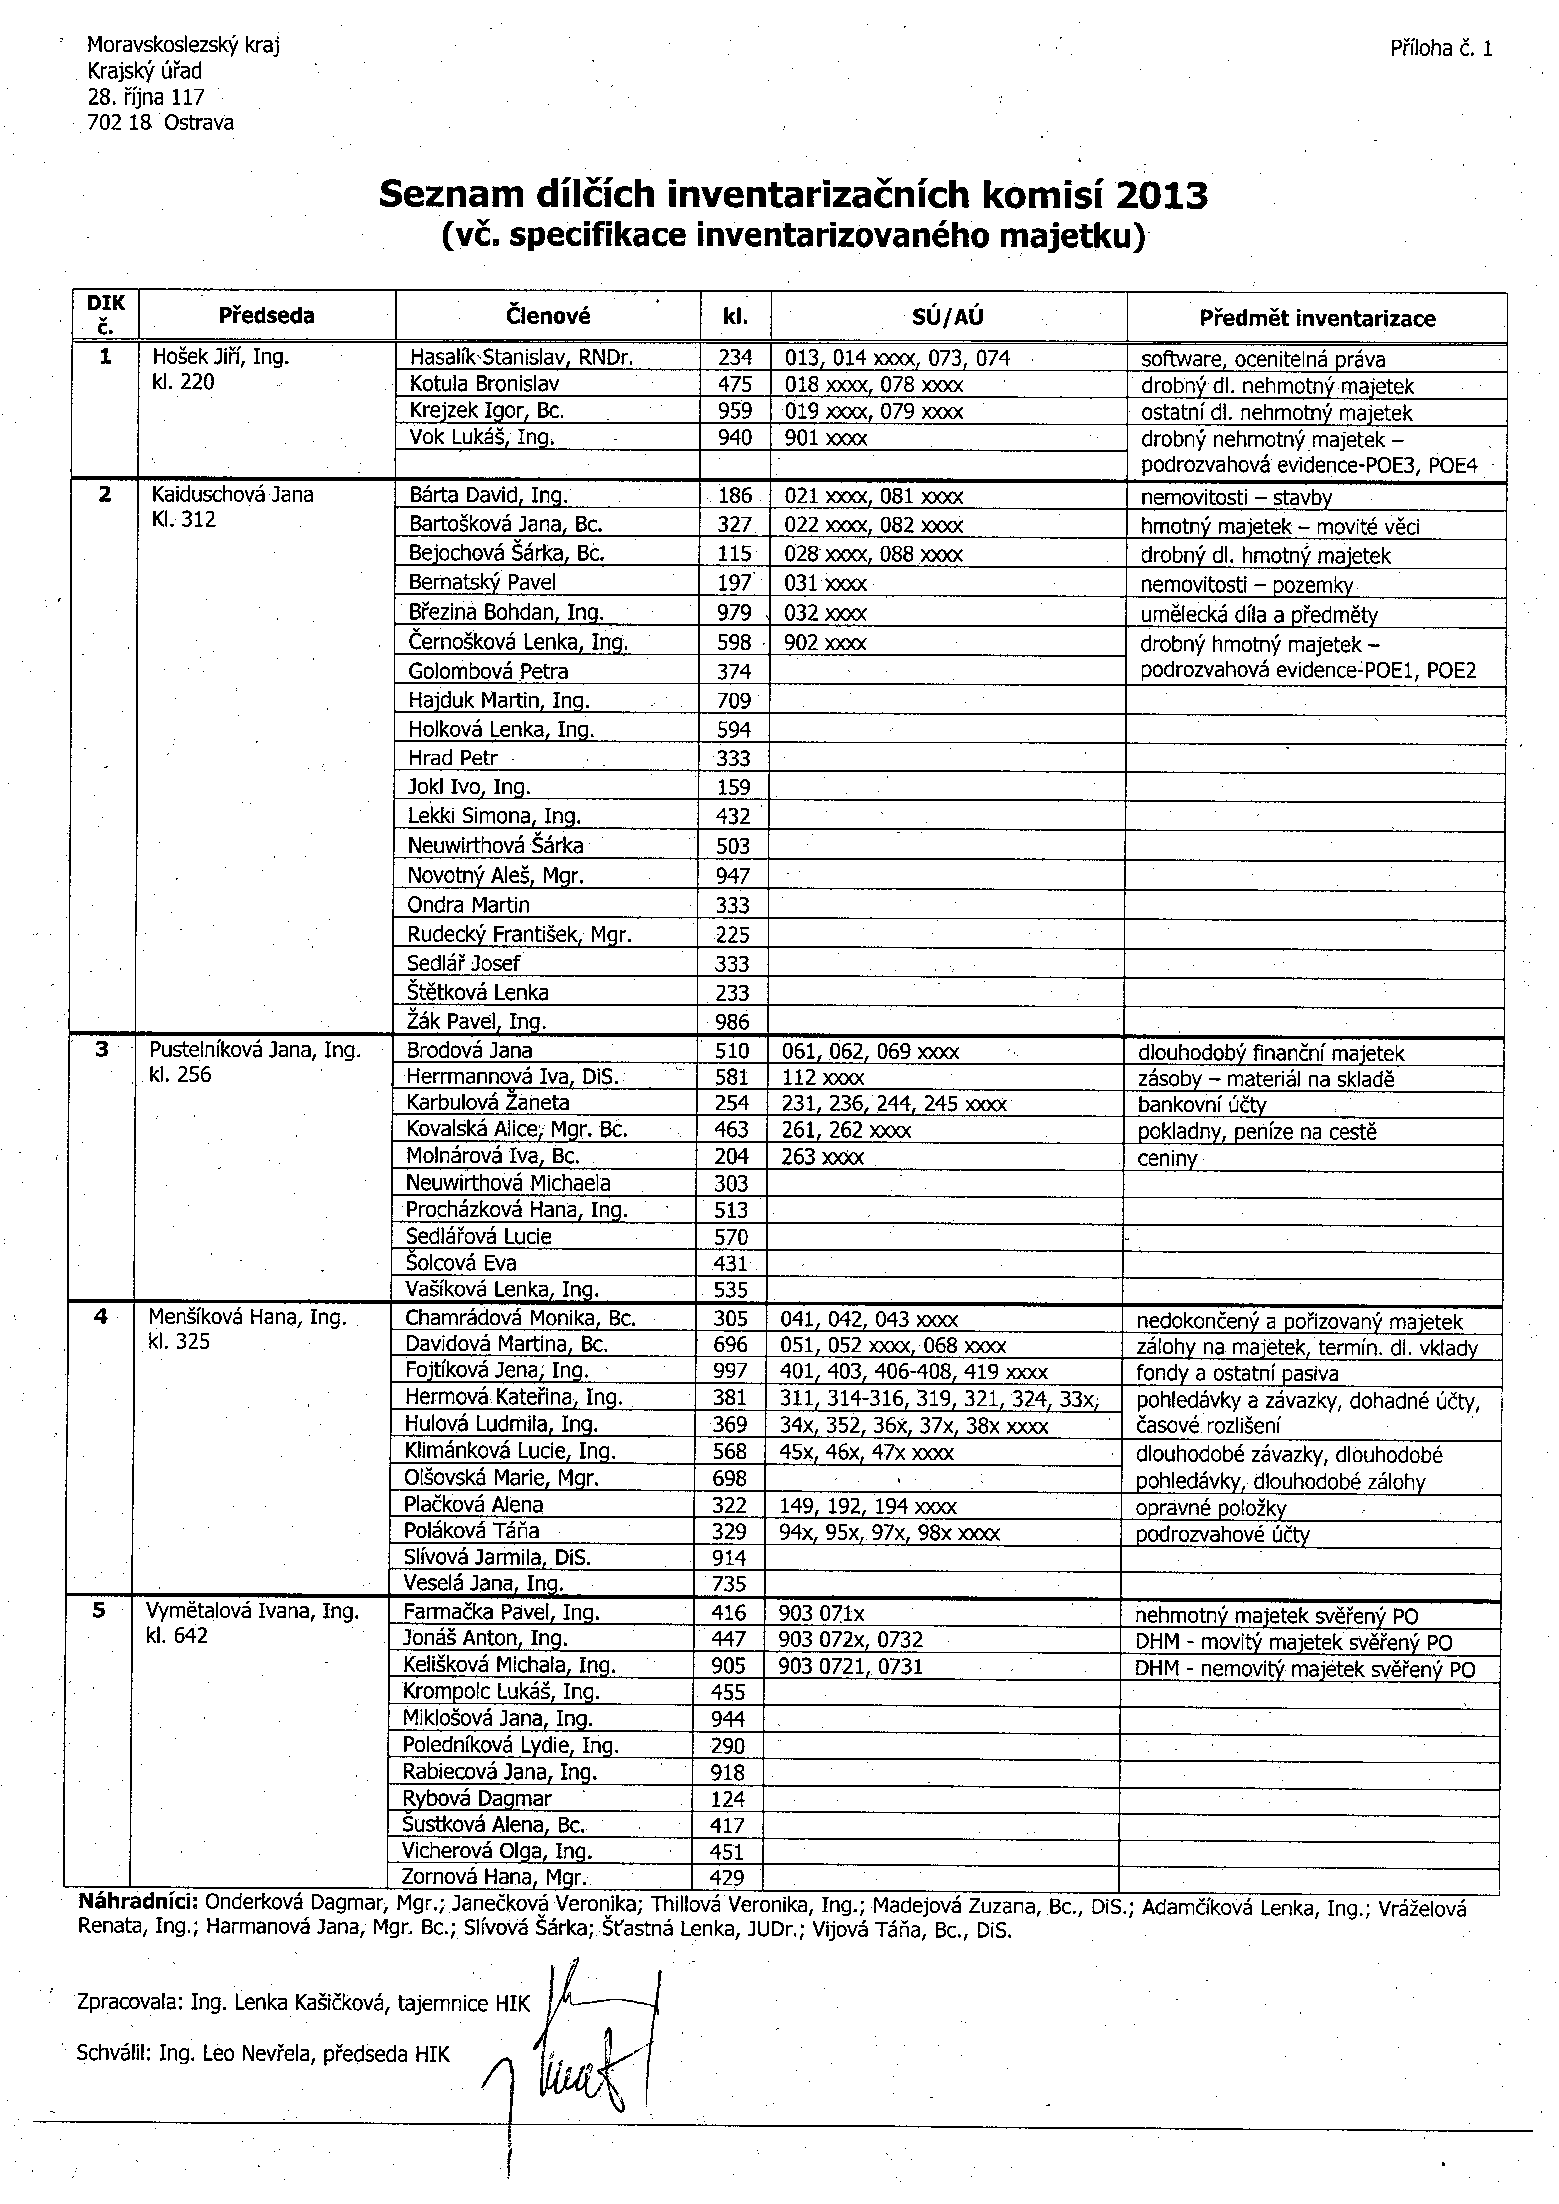 Moravskoslezský kraj
Krajský úřad
28. října 117
702 18 Ostrava
Příloha č. 1
Seznam dílčích inventarizačních komisí 2013
(vč. specifikace inventarizovaného majetku)
DIK č. Předseda Členové kl. SÚ/AÚ Předmět inventarizace
1 Hošek Jiří, Ing. Hasalík Stanislav, RNDr. 234 013, 014 xxxx, 073, 074 software, ocenitelná práva
kl. 220 Kotula Bronislav 475 018 xxxx, 078 xxxx drobný dl. nehmotný majetek
Krejzek Igor, Bc. 959 019 xxxx, 079 xxxx ostatní dl. nehmotný majetek
Vok Lukáš, Ing. 940 901 xxxx drobný nehmotný majetek –
podrozvahová evidence-POE3, POE4
2 Kaiduschová Jana Bárta David, Ing. 186 021 xxxx, 081 xxxx nemovitosti – stavby
Kl. 312 Bartošková Jana, Bc. 327 022 xxxx, 082 xxxx hmotný majetek – movité věci
Bejochová Šárka, Bc. 115 028 xxxx, 088 xxxx drobný dl. hmotný majetek
Bernatský Pavel 197 031 xxxx nemovitosti – pozemky
Březina Bohdan, Ing. 979 032 xxxx umělecká díla a předměty
Černošková Lenka, Ing. 598 902 xxxx drobný hmotný majetek –
Golombová Petra 374 podrozvahová evidence-POE1, POE2
Hajduk Martin, Ing. 709
Holková Lenka, Ing. 594
Hrad Petr 333
Jokl Ivo, Ing. 159
Lekki Simona, Ing. 432
Neuwirthová Šárka 503
Novotný Aleš, Mgr. 947
Ondra Martin 333
Rudecký František, Mgr. 225
Sedlář Josef 333
Štětková Lenka 233
Žák Pavel, Ing. 986
3 Pustelníková Jana, Ing. Brodová Jana 510 061, 062, 069 xxxx dlouhodobý finanční majetek
kl. 256 Herrmannová Iva, DiS. 581 112 xxxx zásoby – materiál na skladě
Karbulová Žaneta 254 231, 236, 244, 245 xxxx bankovní účty
Kovalská Alice, Mgr. Bc. 463 261, 262 xxxx pokladny, peníze na cestě
Molnárová Iva, Bc. 204 263 xxxx ceniny
Neuwirthová Michaela 303
Procházková Hana, Ing. 513
Sedlářová Lucie 570
Šolcová Eva 431
Vašíková Lenka, Ing. 535
4 Menšíková Hana, Ing. Chamrádová Monika, Bc. 305 041, 042, 043 xxxx nedokončený a pořizovaný majetek
kl. 325 Davidová Martina, Bc. 696 051, 052 xxxx, 068 xxxx zálohy na majetek, termín. dl. vklady
Fojtíková Jena, Ing. 997 401, 403, 406-408, 419 xxxx fondy a ostatní pasiva
Hermová Kateřina, Ing. 381 311, 314-316, 319, 321, 324, 33x, pohledávky a závazky, dohadné účty,
Hulová Ludmila, Ing. 369 34x, 352, 36x, 37x, 38x xxxx časové rozlišení
Klimánková Lucie, Ing. 568 45x, 46x, 47x xxxx dlouhodobé závazky, dlouhodobé
Olšovská Marie, Mgr. 698 pohledávky, dlouhodobé zálohy
Plačková Alena 322 149, 192, 194 xxxx opravné položky
Poláková Táňa 329 94x, 95x, 97x, 98x xxxx podrozvahové účty
Slívová Jarmila, DiS. 914
Veselá Jana, Ing. 735
5 Vymětalová Ivana, Ing. Farmačka Pavel, Ing. 416 903 071x nehmotný majetek svěřený PO
kl. 642 Jonáš Anton, Ing. 447 903 072x, 0732 DHM - movitý majetek svěřený PO
Kelišková Michala, Ing. 905 903 0721, 0731 DHM - nemovitý majetek svěřený PO
Krompolc Lukáš, Ing. 455
Miklošová Jana, Ing. 944
Poledníková Lydie, Ing. 290
Rabiecová Jana, Ing. 918
Rybová Dagmar 124
Šustková Alena, Bc. 417
Vicherová Olga, Ing. 451
Zornová Hana, Mgr. 429
Náhradníci: Onderková Dagmar, Mgr.; Janečková Veronika; Thillová Veronika, Ing.; Madejová Zuzana, Bc., DiS.; Adamčíková Lenka, Ing.; Vráželová
Renata, Ing.; Harmanová Jana, Mgr. Bc.; Slívová Šárka; Šťastná Lenka, JUDr.; Vijová Táňa, Bc., DiS.
Zpracovala: Ing. Lenka Kašičková, tajemnice HIK
Schválil: Ing. Leo Nevřela, předseda HIK